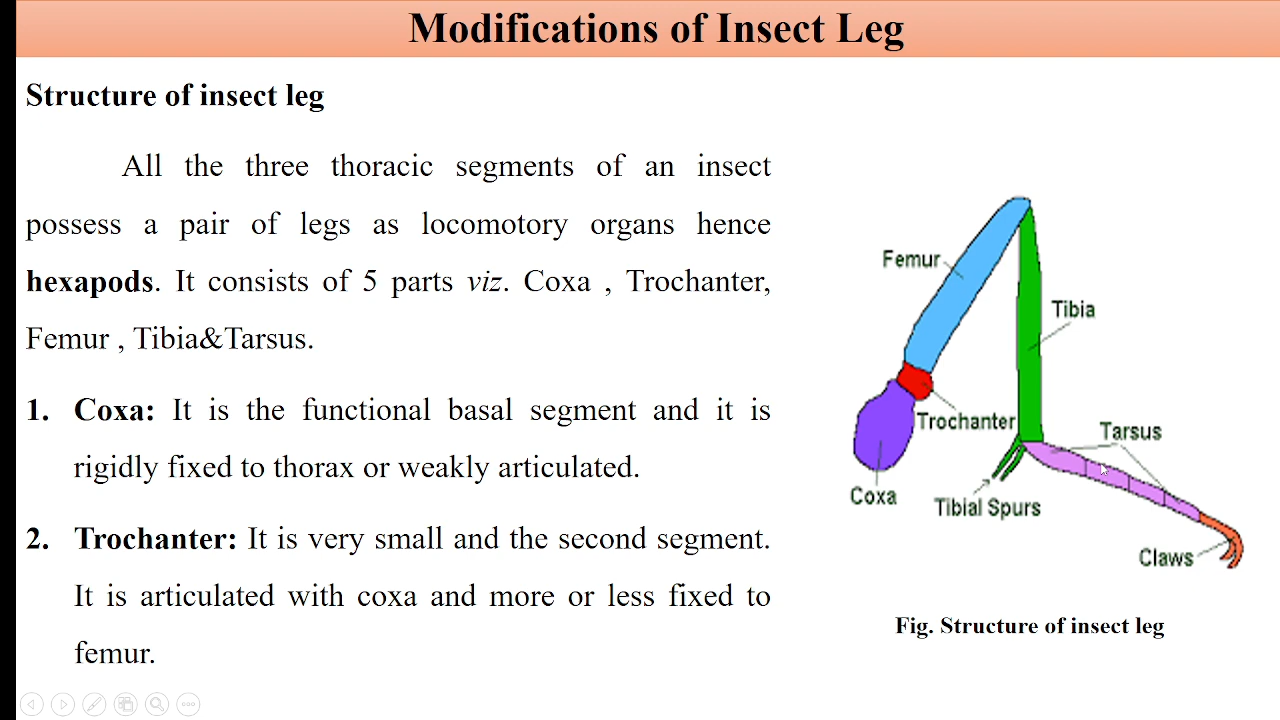 Modifications of Insect Leg
Structure of insect leg
All the three thoracic segments of an insect
possess a pair of legs as locomotory organs hence
hexapods. It consists of 5 parts viz. Coxa , Trochanter,
Femur , Tibia&Tarsus.
1. Coxa: It is the functional basal segment and it is
rigidly fixed to thorax or weakly articulated.
2. Trochanter: It is very small and the second segment.
It is articulated with coxa and more or less fixed to
femur.
Femur
Tibia
Trochanter
Tarsus
Coxa
Tibial Spurs
Claws
Fig. Structure of insect leg